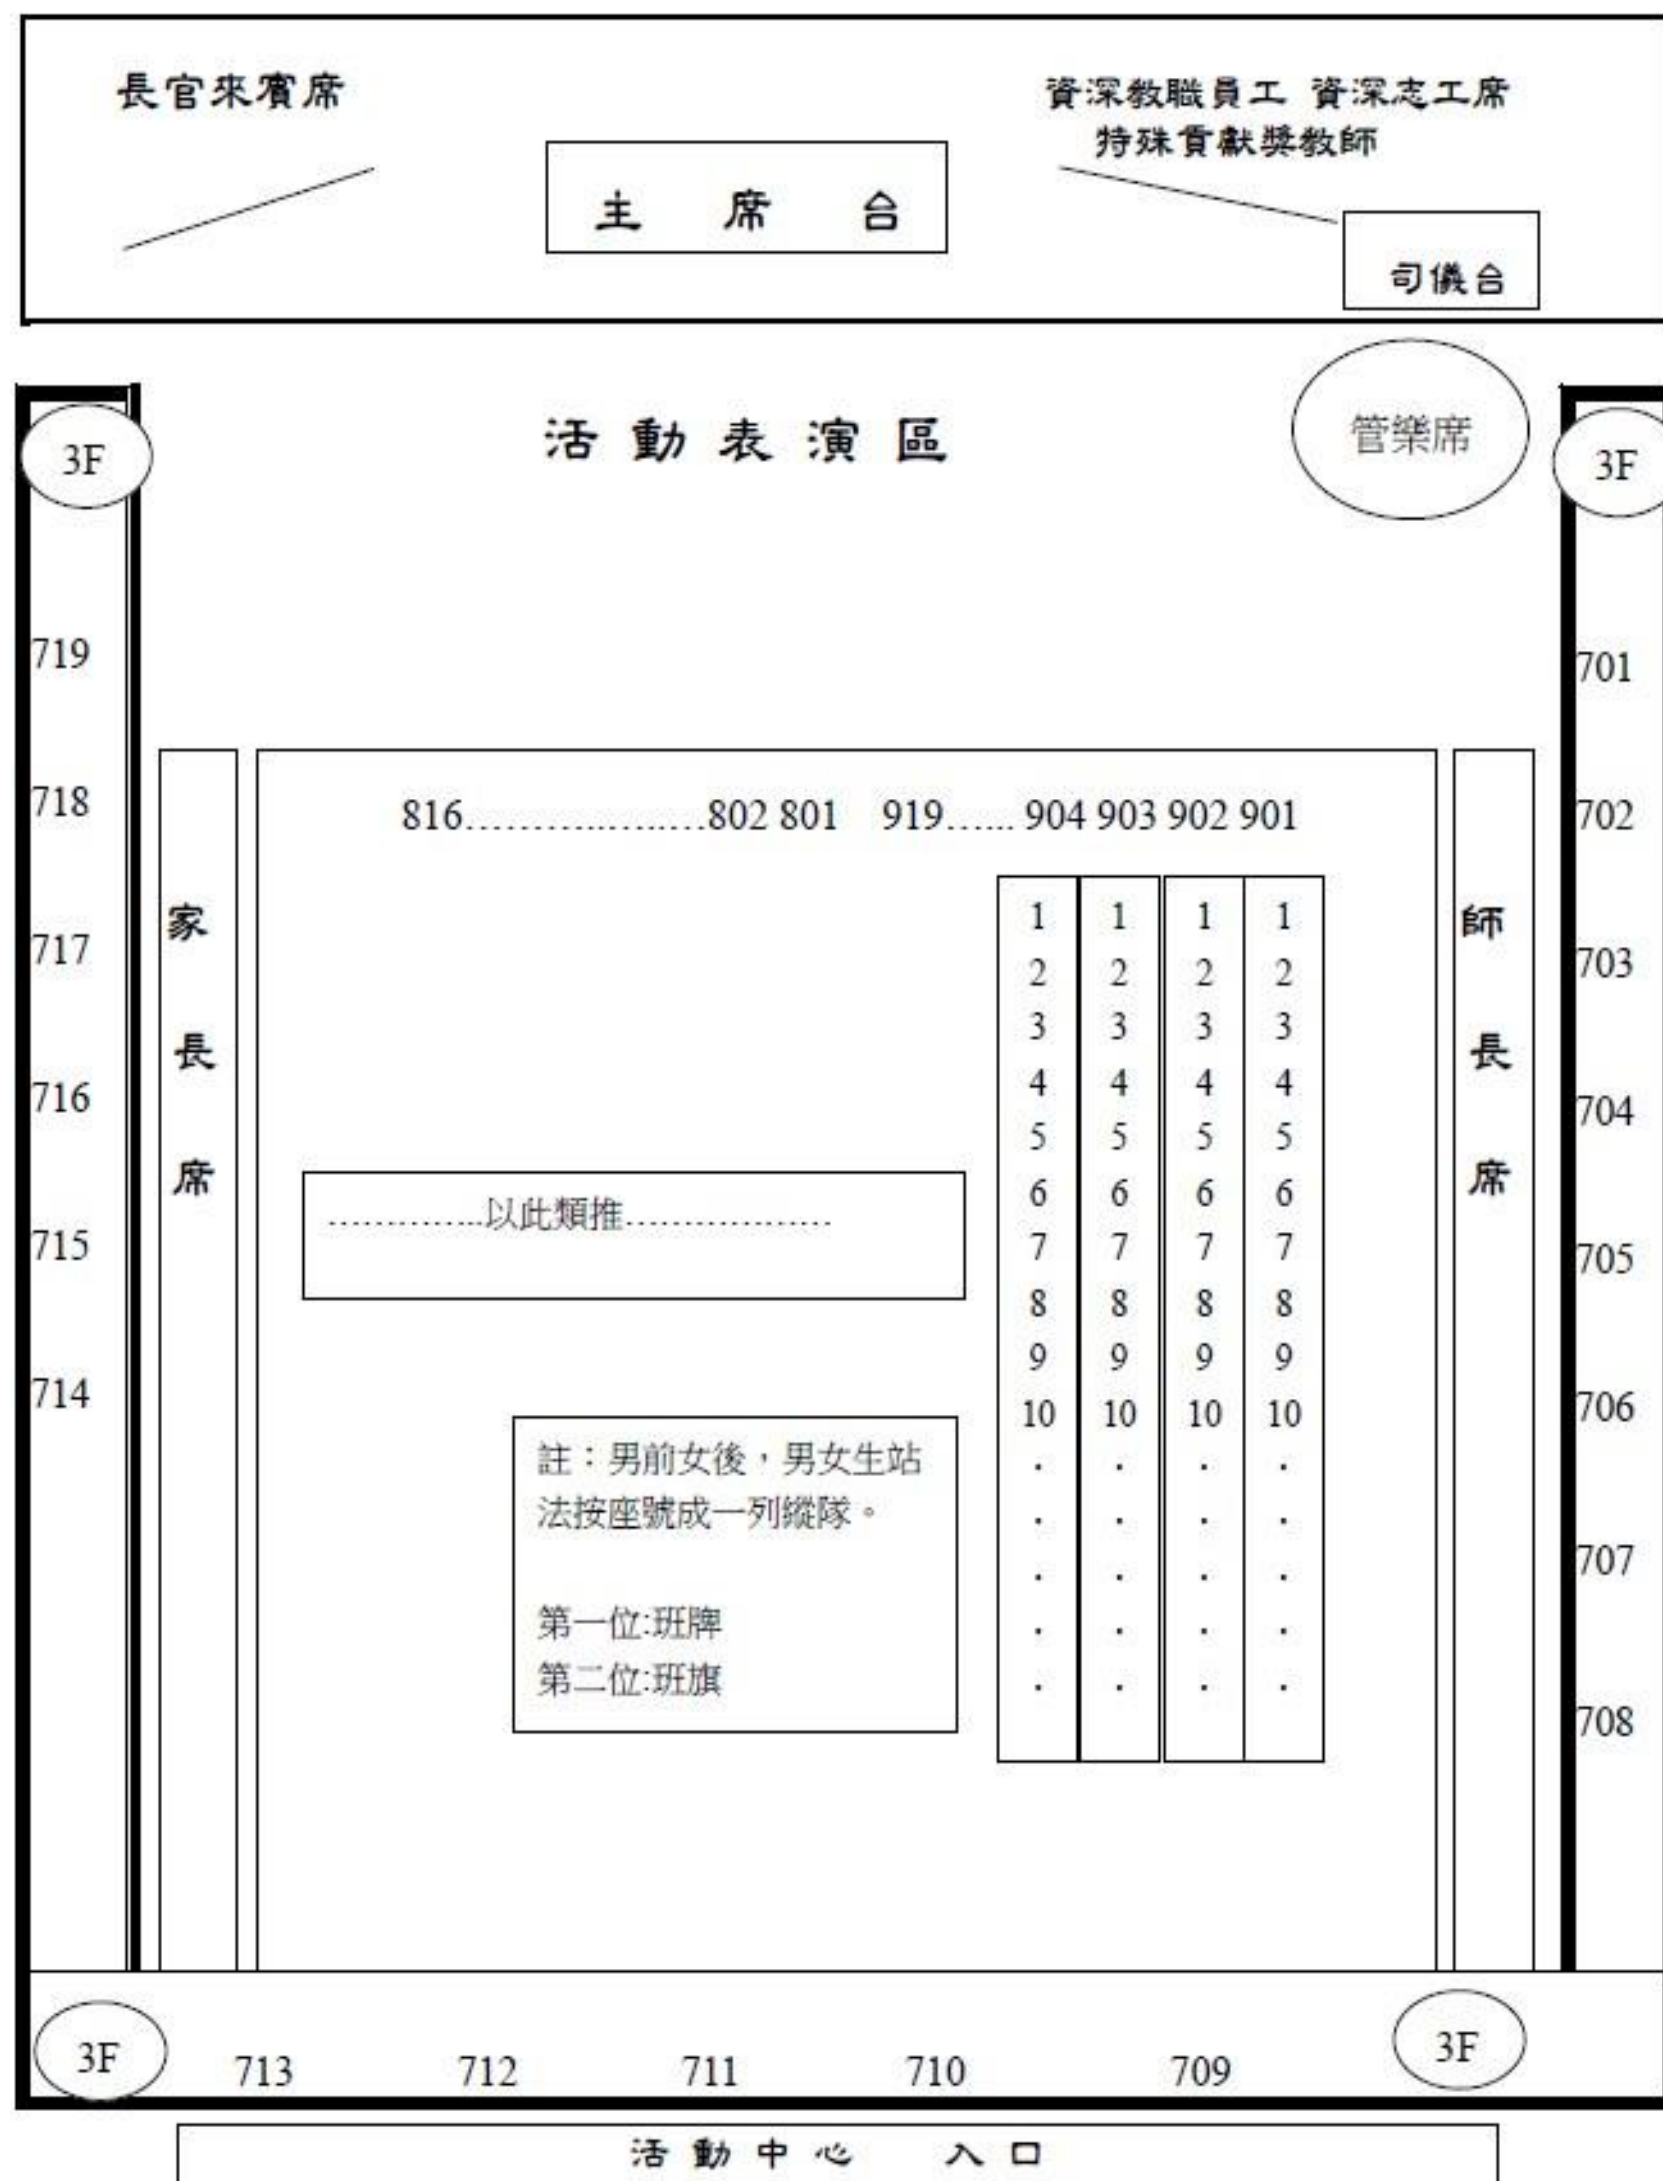 長官來賓席
資深教職員工 資深志工席
特殊貢獻獎教師
主 席 台
司儀台
活 動 表 演 區
管樂席
3F
3F
719
718
717
716
715
714
701
702
703
704
705
706
707
708
家
長
席
師
長
席
816……………………802 801 919…... 904 903 902 901
1 1 1 1
2 2 2 2
3 3 3 3
4 4 4 4
5 5 5 5
6 6 6 6
7 7 7 7
8 8 8 8
9 9 9 9
10 10 10 10
. . . .
. . . .
. . . .
. . . .
. . . .
…………..以此類推………………
註：男前女後，男女生站
法按座號成一列縱隊。
第一位:班牌
第二位:班旗
3F
713 712 711 710 709
3F
活 動 中 心 入 口